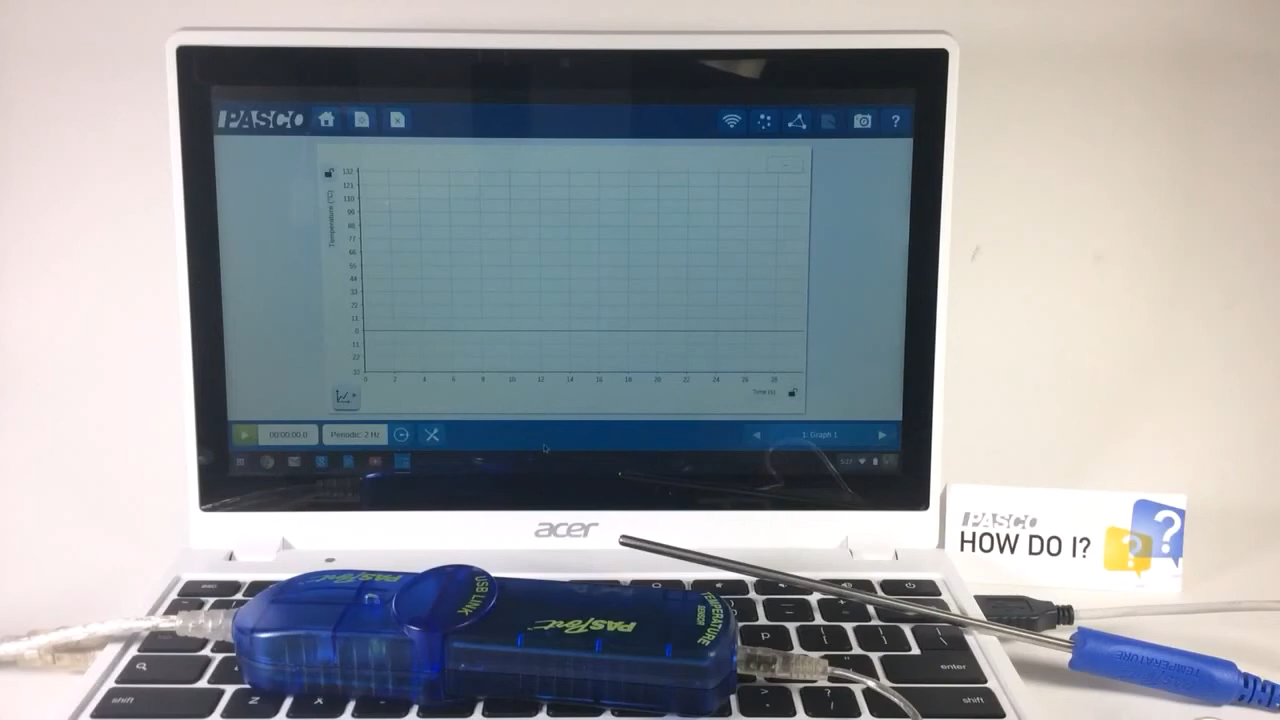 PASCO
?
132
121
110
99
88
77
66
55
44
33
22
11
0
11
22
33
Temperature (°C)
0 2 4 6 8 10 12 14 16 18 20 22 24 26 28
Time (s)
00:00:00.0
Periodic: 2 Hz
1: Graph 1
5:27
acer
PASCO
HOW DO I?
? ?
PASPORT
USB LINK
PASPORT
TEMPERATURE
SENSOR
esc
P
enter
shift
Z
X
?
shift
TEMPERATURE